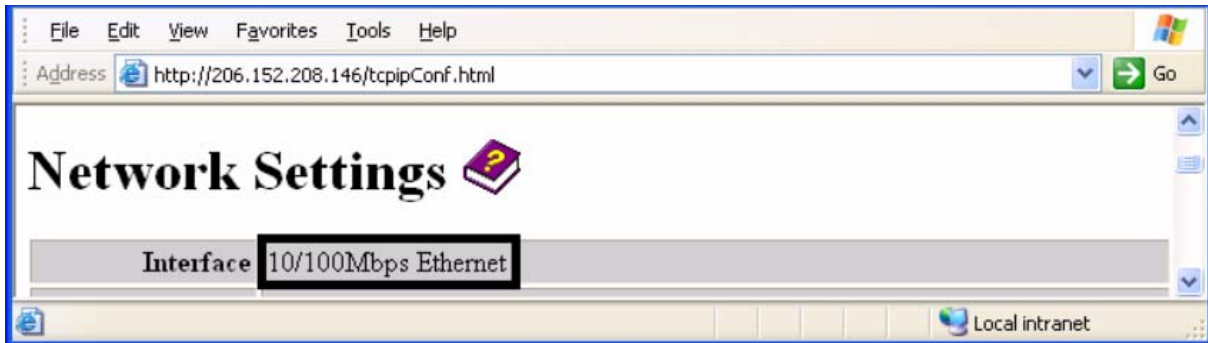 File Edit View Favorites Tools Help
Address http://206.152.208.146/tcpipConf.html Go
Network Settings ?
Interface 10/100Mbps Ethernet
Local intranet